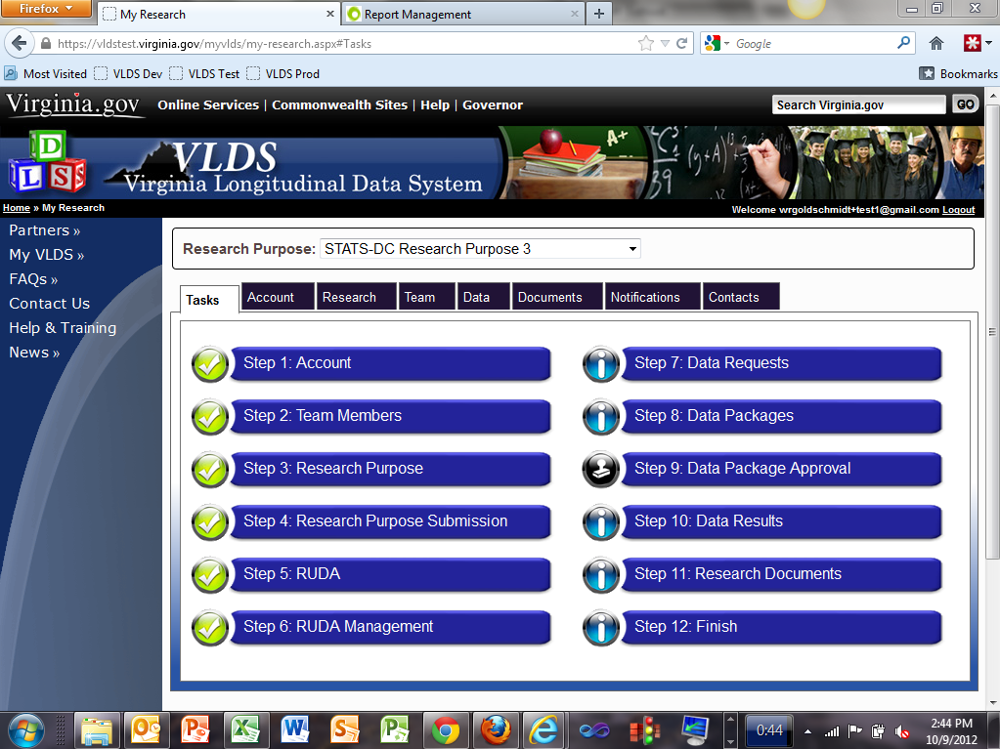 Firefox
My Research
Report Management
https://vldstest.virginia.gov/myvlds/my-research.aspx#Tasks
Google
Most Visited
VLDS Dev
VLDS Test
VLDS Prod
Bookmarks
Virginia.gov
Online Services | Commonwealth Sites | Help | Governor
Search Virginia.gov
GO
D
L S
VLDS
Virginia Longitudinal Data System
A+
Home » My Research
Welcome wrgoldschmidt+test1@gmail.com Logout
Partners »
My VLDS »
FAQs »
Contact Us
Help & Training
News »
Research Purpose: STATS-DC Research Purpose 3
Tasks
Account
Research
Team
Data
Documents
Notifications
Contacts
Step 1: Account
Step 2: Team Members
Step 3: Research Purpose
Step 4: Research Purpose Submission
Step 5: RUDA
Step 6: RUDA Management
Step 7: Data Requests
Step 8: Data Packages
Step 9: Data Package Approval
Step 10: Data Results
Step 11: Research Documents
Step 12: Finish
0:44
2:44 PM
10/9/2012